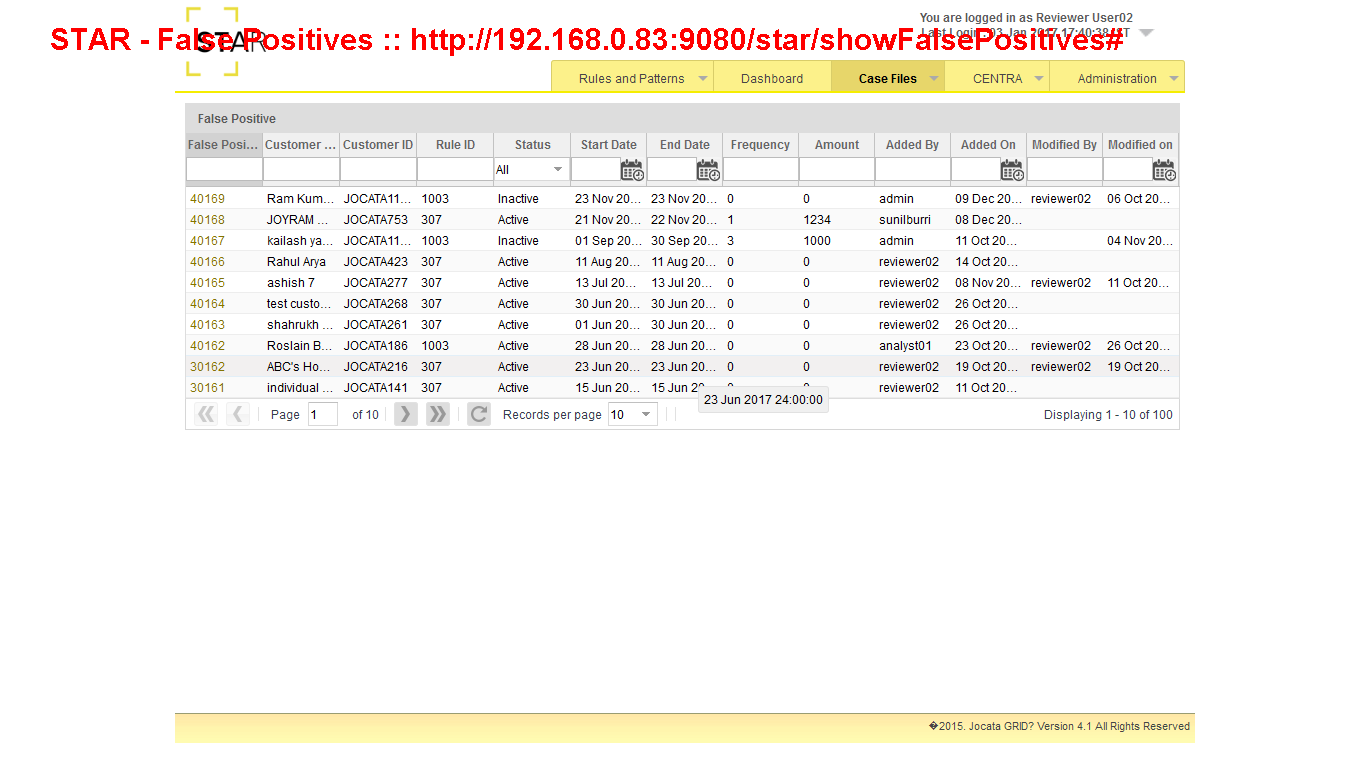 You are logged in as Reviewer User02
STAR - False Positives :: http://192.168.0.83:9080/star/showFalsePositives#
STAR
Last Login : 03 Jan 2017 17:40:38 IST
Rules and Patterns Dashboard Case Files CENTRA Administration
False Positive
False Posi... Customer ... Customer ID Rule ID Status Start Date End Date Frequency Amount Added By Added On Modified By Modified on
All
40169 Ram Kum... JOCATA11... 1003 Inactive 23 Nov 20... 23 Nov 20... 0 0 admin 09 Dec 20... reviewer02 06 Oct 20...
40168 JOYRAM ... JOCATA753 307 Active 21 Nov 20... 22 Nov 20... 1 1234 sunilburri 08 Dec 20...
40167 kailash ya... JOCATA11... 1003 Inactive 01 Sep 20... 30 Sep 20... 3 1000 admin 11 Oct 20... 04 Nov 20...
40166 Rahul Arya JOCATA423 307 Active 11 Aug 20... 11 Aug 20... 0 0 reviewer02 14 Oct 20...
40165 ashish 7 JOCATA277 307 Active 13 Jul 20... 13 Jul 20... 0 0 reviewer02 08 Nov 20... reviewer02 11 Oct 20...
40164 test custo... JOCATA268 307 Active 30 Jun 20... 30 Jun 20... 0 0 reviewer02 26 Oct 20...
40163 shahrukh ... JOCATA261 307 Active 01 Jun 20... 30 Jun 20... 0 0 reviewer02 26 Oct 20...
40162 Roslain B... JOCATA186 1003 Active 28 Jun 20... 28 Jun 20... 0 0 analyst01 23 Oct 20... reviewer02 26 Oct 20...
30162 ABC's Ho... JOCATA216 307 Active 23 Jun 20... 23 Jun 20... 0 0 reviewer02 19 Oct 20... reviewer02 19 Oct 20...
30161 individual ... JOCATA141 307 Active 15 Jun 20... 15 Jun 20... 0 0 reviewer02 11 Oct 20...
23 Jun 2017 24:00:00
Page 1 of 10 Records per page 10 Displaying 1 - 10 of 100
�2015. Jocata GRID? Version 4.1 All Rights Reserved